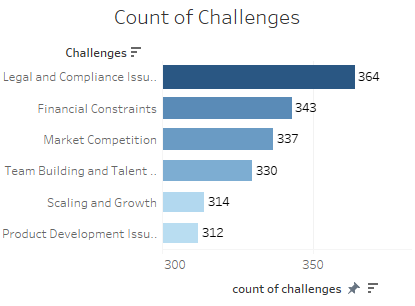 Count of Challenges
Challenges
Legal and Compliance Issu.. 364
Financial Constraints 343
Market Competition 337
Team Building and Talent .. 330
Scaling and Growth 314
Product Development Issu.. 312
300 350
count of challenges